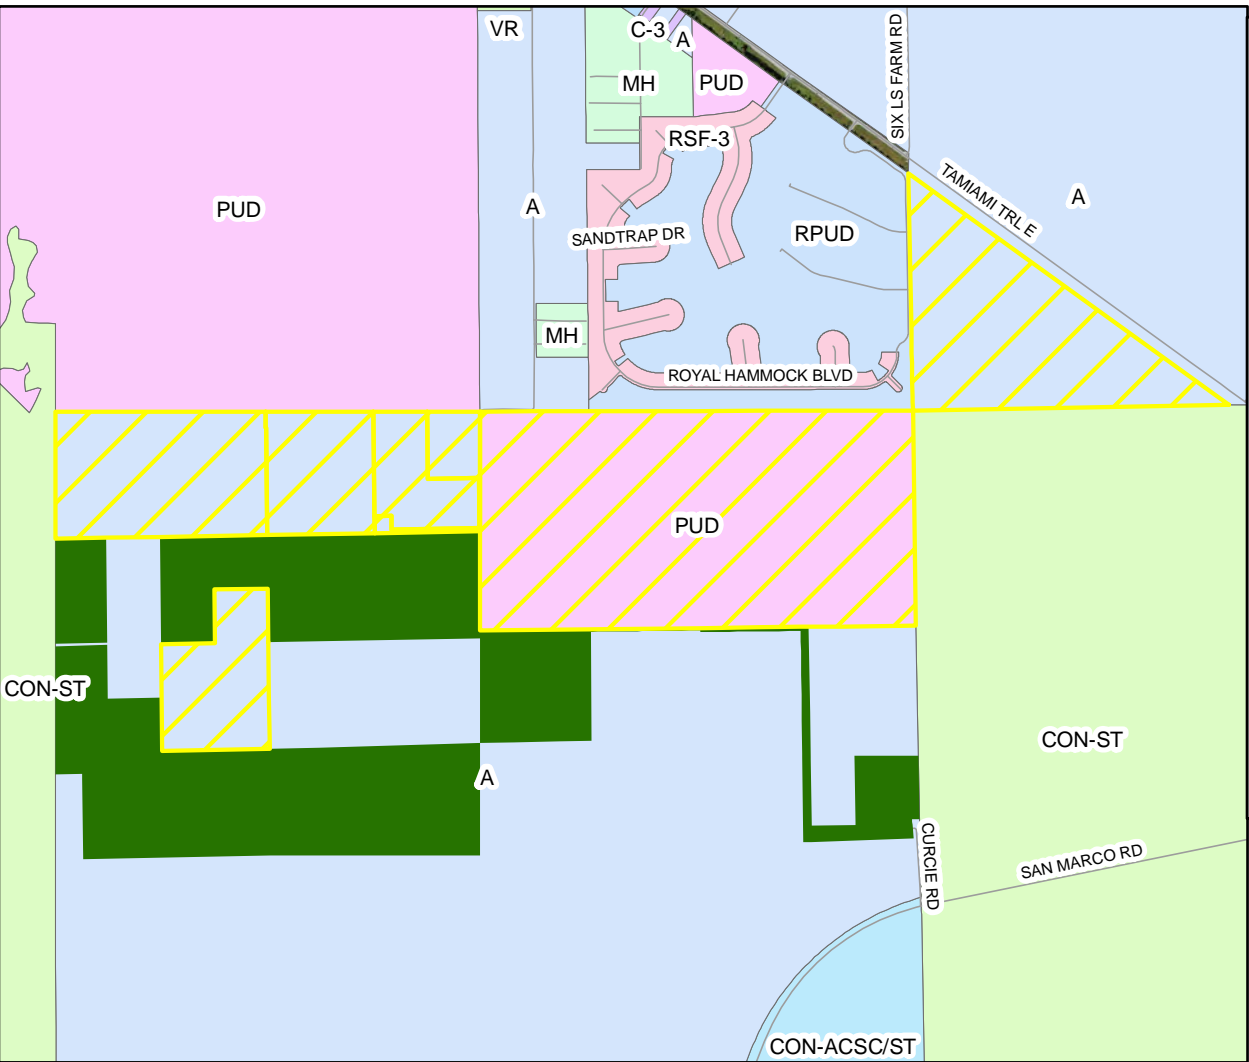 VR
C-3
A
SIX LS FARM RD
MH
PUD
RSF-3
TAMIAMI TRL E
A
PUD
A
SANDTRAP DR
RPUD
MH
ROYAL HAMMOCK BLVD
PUD
CON-ST
CON-ST
A
CURCIE RD
SAN MARCO RD
CON-ACSC/ST